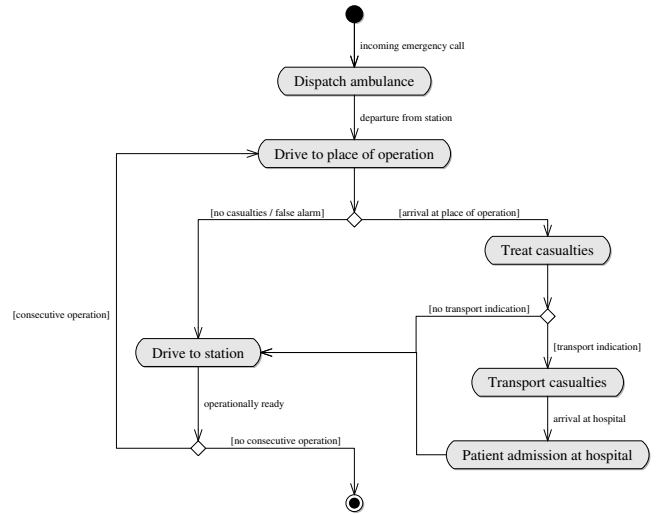 incoming emergency call
Dispatch ambulance
departure from station
Drive to place of operation
[no casualties / false alarm]
[arrival at place of operation]
Treat casualties
[no transport indication]
[consecutive operation]
[transport indication]
Drive to station
Transport casualties
operationally ready
arrival at hospital
[no consecutive operation]
Patient admission at hospital